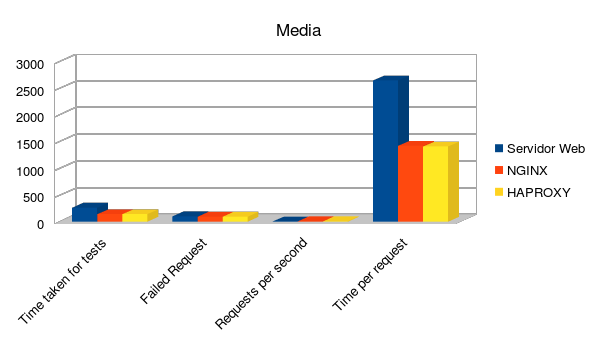 Media
3000
2500
2000
1500
1000
500
0
Servidor Web
NGINX
HAPROXY
Time taken for tests
Failed Request
Requests per second
Time per request